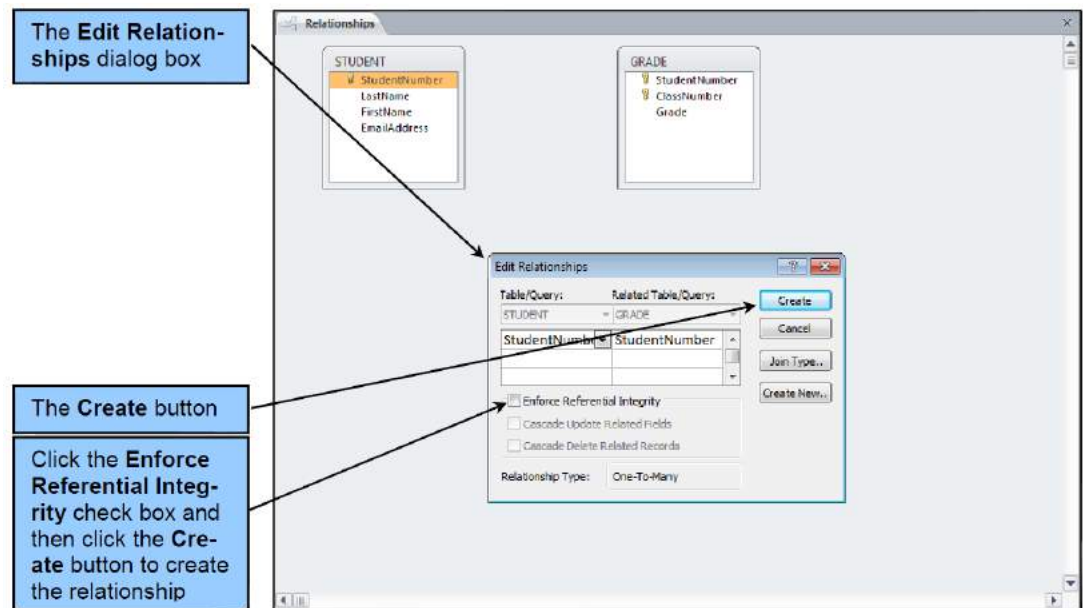 The Edit Relation-
ships dialog box
Relationships
STUDENT
StudentNumber
LastName
FirstName
EmailAddress
GRADE
StudentNumber
ClassNumber
Grade
Edit Relationships
Table/Query:
Related Table/Query:
STUDENT
GRADE
StudentNumbe
StudentNumber
Enforce Referential Integrity
Cascade Update Related Fields
Cascade Delete Related Records
Relationship Type:
One-To-Many
Create
Cancel
Join Type..
Create New..
The Create button
Click the Enforce
Referential Integ-
rity check box and
then click the Cre-
ate button to create
the relationship